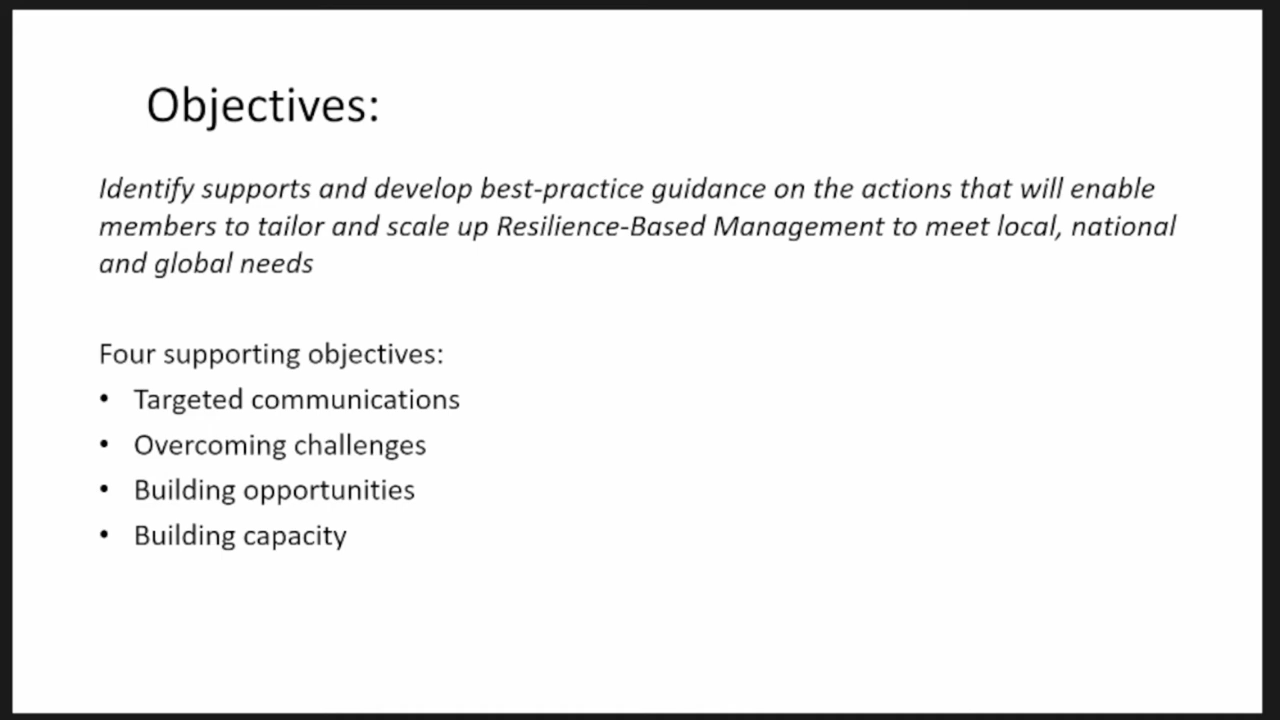 Objectives:
Identify supports and develop best-practice guidance on the actions that will enable
members to tailor and scale up Resilience-Based Management to meet local, national
and global needs
Four supporting objectives:
• Targeted communications
• Overcoming challenges
• Building opportunities
• Building capacity